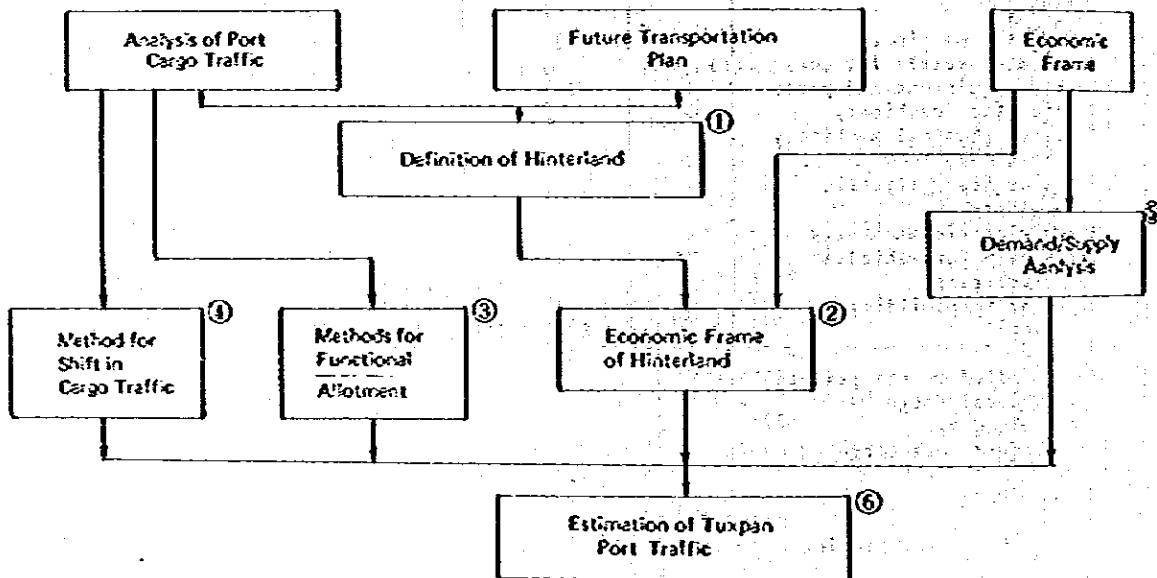 Analysis of Port
Cargo Traffic
Future Transportation
Plan
Economic
Frame
①
Definition of Hinterland
Demand/Supply
Aanlysis
④
Method for
Shift in
Cargo Traffic
③
Methods for
Functional
Allotment
②
Economic Frame
of Hinterland
⑥
Estimation of Tuxpan
Port Traffic